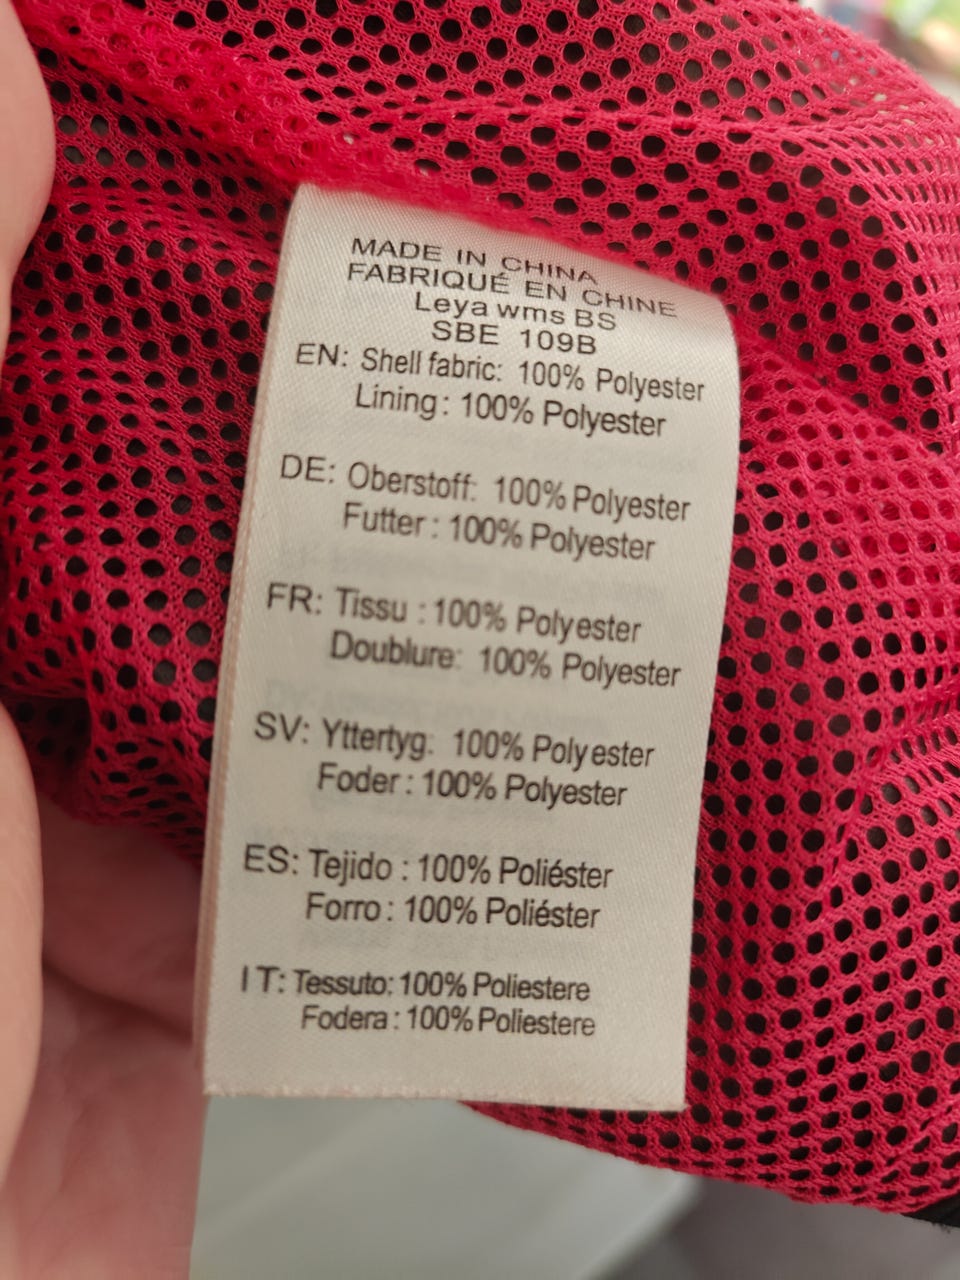 MADE IN CHINA
FABRIQUÉ EN CHINE
Leya wms BS
SBE 109B
EN: Shell fabric: 100% Polyester
Lining: 100% Polyester
DE: Oberstoff: 100% Polyester
Futter: 100% Polyester
FR: Tissu : 100% Polyester
Doublure: 100% Polyester
SV: Yttertyg: 100% Polyester
Foder: 100% Polyester
ES: Tejido : 100% Poliéster
Forro: 100% Poliéster
IT: Tessuto: 100% Poliestere
Fodera: 100% Poliestere